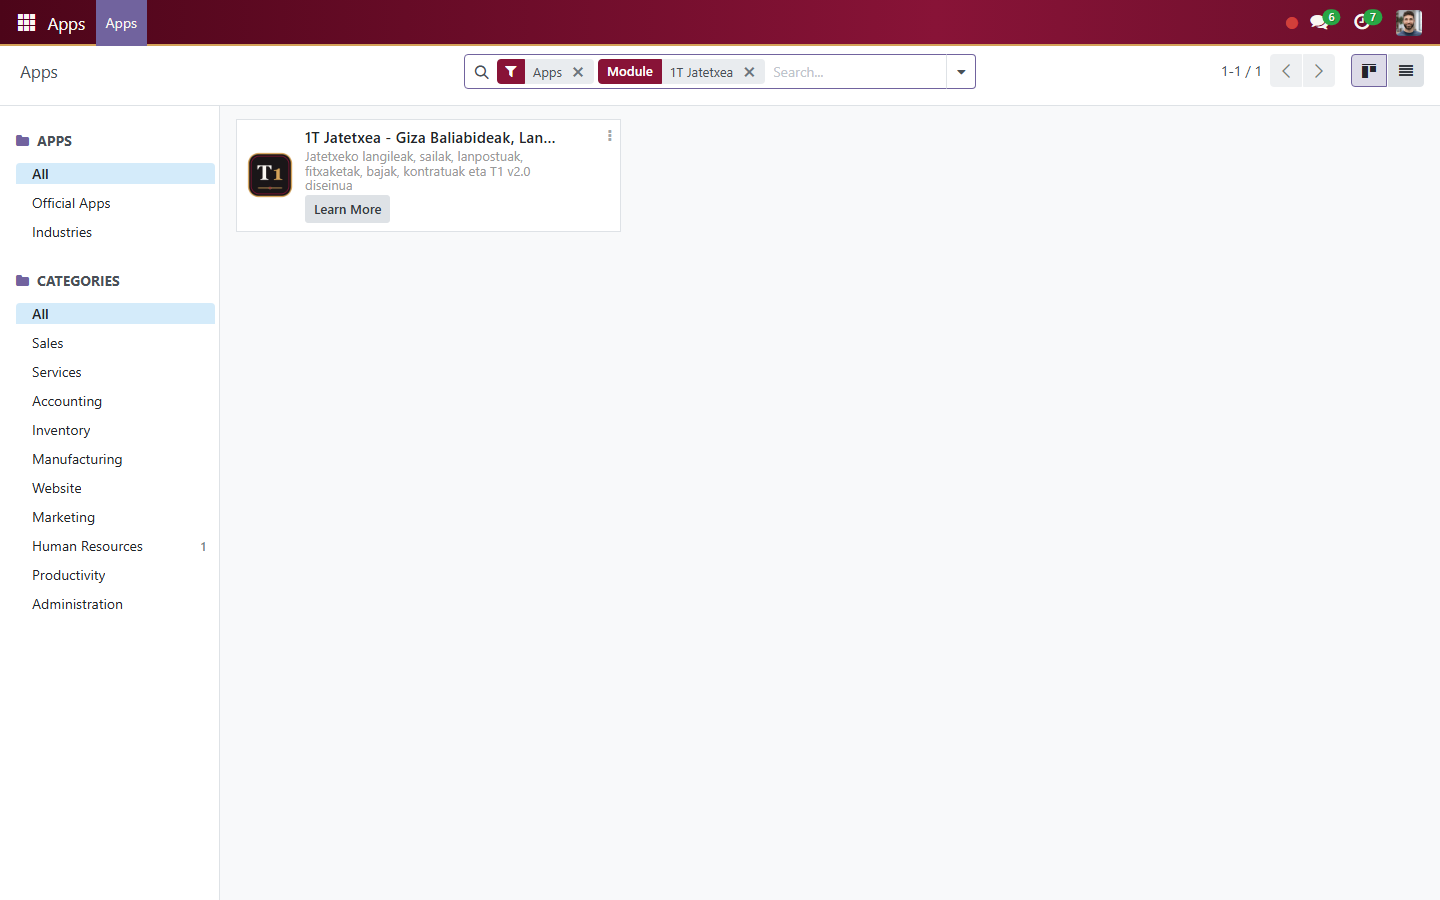 Apps
Apps
6
7
Apps
Apps
Module
1T Jatetxea
Search...
1-1 / 1
APPS
All
Official Apps
Industries
CATEGORIES
All
Sales
Services
Accounting
Inventory
Manufacturing
Website
Marketing
Human Resources 1
Productivity
Administration
T1
1T Jatetxea - Giza Baliabideak, Lan...
Jatetxeko langileak, sailak, lanpostuak,
fitxaketak, bajak, kontratuak eta T1 v2.0
diseinua
Learn More